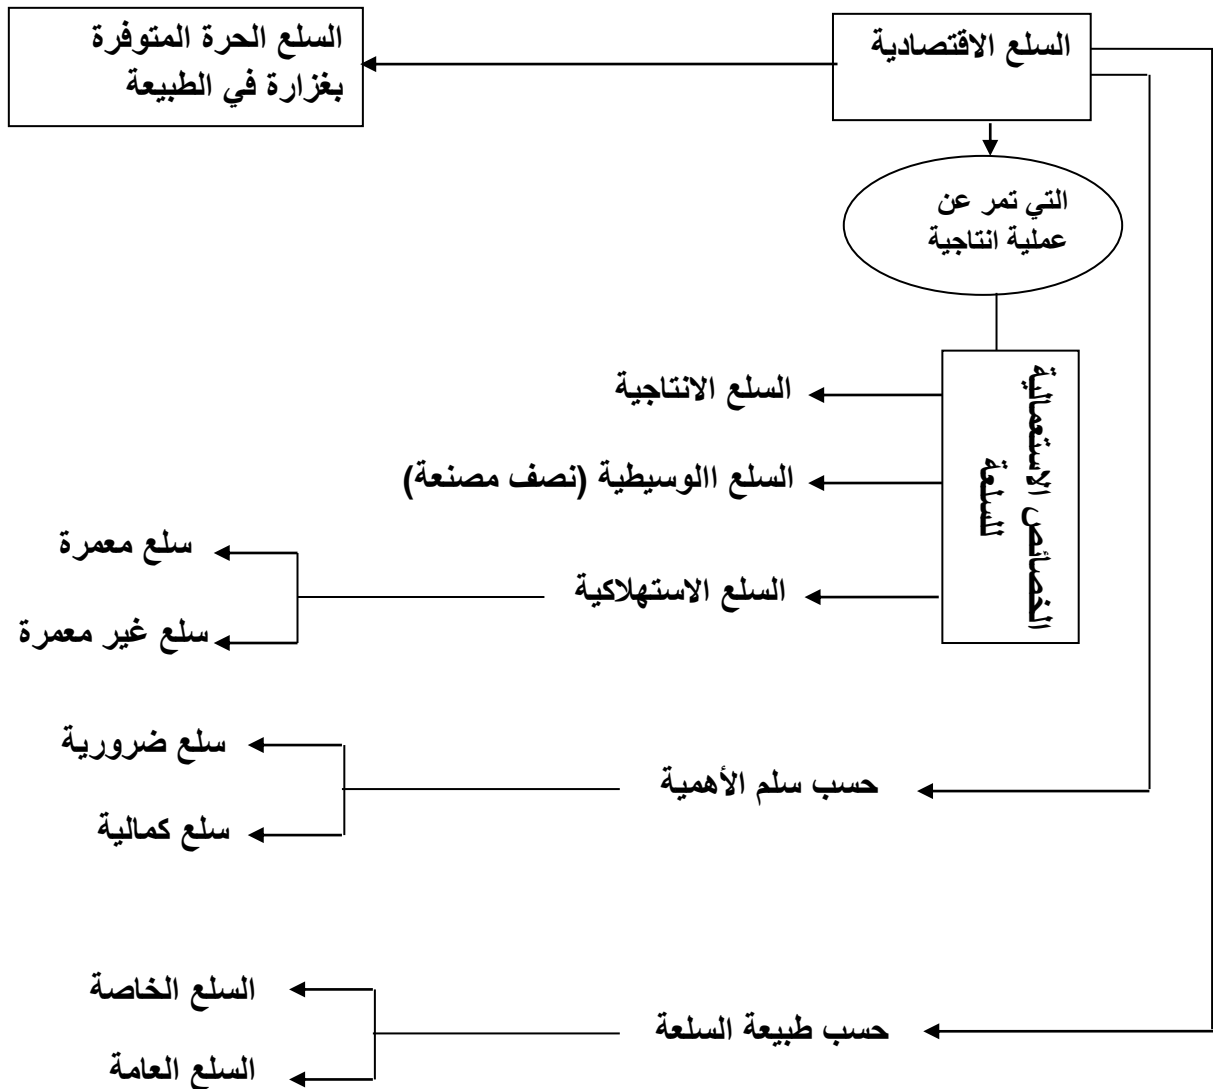 السلع الاقتصادية
السلع الحرة المتوفرة
بغزارة في الطبيعة
التي تمر عن
عملية انتاجية
الخصائص الاستعمالية
للسلعة
السلع الانتاجية
السلع االوسيطية (نصف مصنعة)
السلع الاستهلاكية
سلع معمرة
سلع غير معمرة
حسب سلم الأهمية
سلع ضرورية
سلع كمالية
حسب طبيعة السلعة
السلع الخاصة
السلع العامة